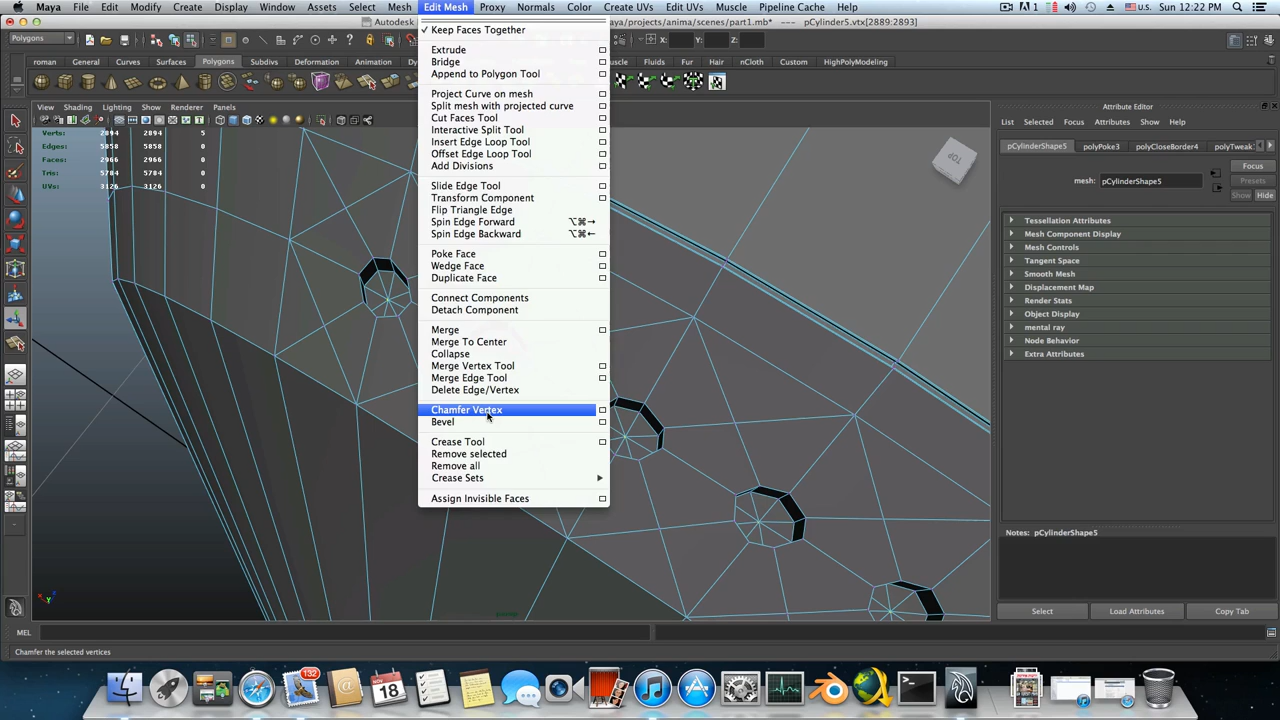 Maya File Edit Modify Create Display Window Assets Select Mesh Edit Mesh Proxy Normals Color Create UVs Edit UVs Muscle Pipeline Cache Help 1 Sun 12:22 PM
Autodesk
aya/projects/anima/scenes/part1.mb* --- pCylinder5.vtx[2889:2893]
Polygons X: Y: Z:
roman General Curves Surfaces Polygons Subdivs Deformation Animation Muscle Fluids Fur Hair nCloth Custom HighPolyModeling
View Shading Lighting Show Renderer Panels
Verts: 2894 2894 5
Edges: 5858 5858 0
Faces: 2966 2966 0
Tris: 5784 5784 0
UVs: 3126 3126 0
Keep Faces Together
Extrude
Bridge
Append to Polygon Tool
Project Curve on mesh
Split mesh with projected curve
Cut Faces Tool
Interactive Split Tool
Insert Edge Loop Tool
Offset Edge Loop Tool
Add Divisions
Slide Edge Tool
Transform Component
Flip Triangle Edge
Spin Edge Forward ⌥⌘→
Spin Edge Backward ⌥⌘←
Poke Face
Wedge Face
Duplicate Face
Connect Components
Detach Component
Merge
Merge To Center
Collapse
Merge Vertex Tool
Merge Edge Tool
Delete Edge/Vertex
Chamfer Vertex
Bevel
Crease Tool
Remove selected
Remove all
Crease Sets
Assign Invisible Faces
TOP
Attribute Editor
List Selected Focus Attributes Show Help
pCylinderShape5 polyPoke3 polyCloseBorder4 polyTweak
Focus
mesh: pCylinderShape5 Presets
Show Hide
Tessellation Attributes
Mesh Component Display
Mesh Controls
Tangent Space
Smooth Mesh
Displacement Map
Render Stats
Object Display
mental ray
Node Behavior
Extra Attributes
Notes: pCylinderShape5
Select Load Attributes Copy Tab
MEL
Chamfer the selected vertices
132
NOV
18